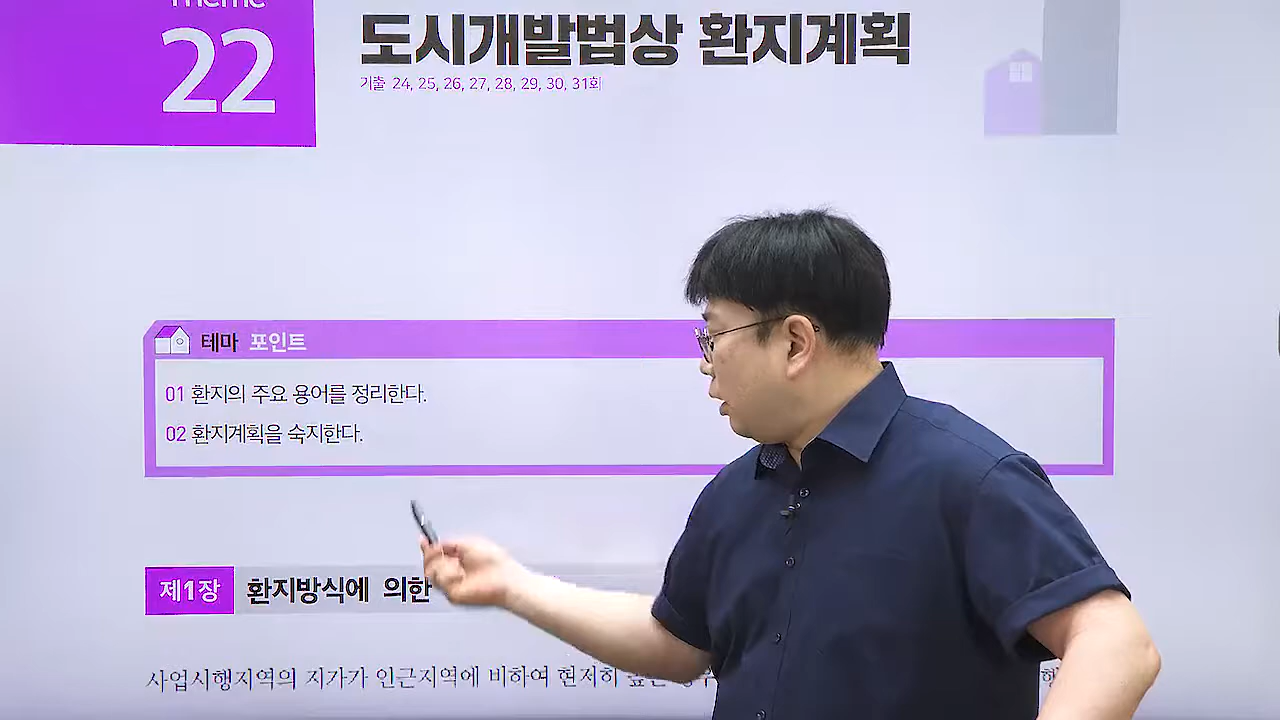 Theme
22
도시개발법상 환지계획
기출 24, 25, 26, 27, 28, 29, 30, 31회
테마 포인트
01 환지의 주요 용어를 정리한다.
02 환지계획을 숙지한다.
제1장 환지방식에 의한
사업시행지역의 지가가 인근지역에 비하여 현저히